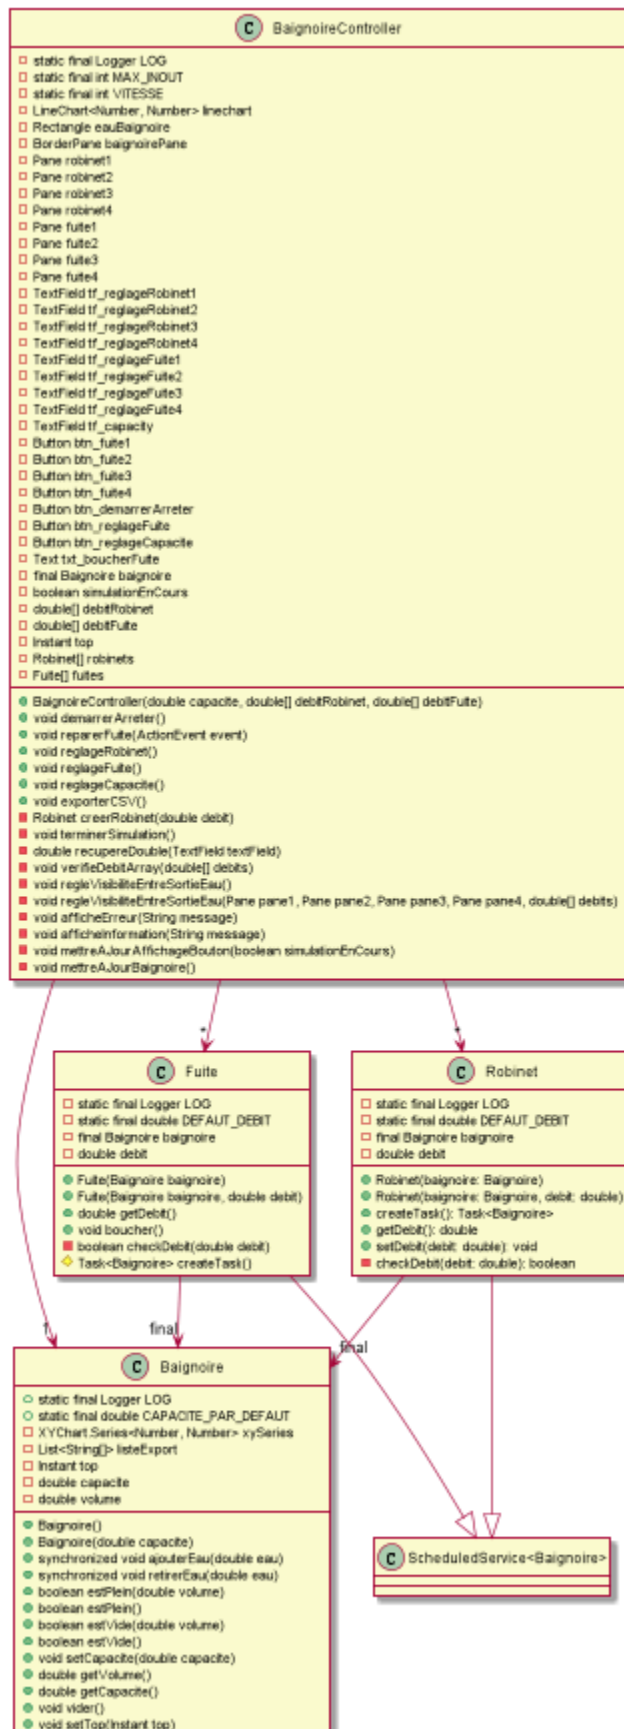 C BaignoireController
static final Logger LOG
static final int MAX_INOUT
static final int VITESSE
LineChart<Number, Number> linechart
Rectangle eauBaignoire
BorderPane baignoirePane
Pane robinet1
Pane robinet2
Pane robinet3
Pane robinet4
Pane fuite1
Pane fuite2
Pane fuite3
Pane fuite4
TextField tf_reglageRobinet1
TextField tf_reglageRobinet2
TextField tf_reglageRobinet3
TextField tf_reglageRobinet4
TextField tf_reglageFuite1
TextField tf_reglageFuite2
TextField tf_reglageFuite3
TextField tf_reglageFuite4
TextField tf_capacity
Button btn_fuite1
Button btn_fuite2
Button btn_fuite3
Button btn_fuite4
Button btn_demarrerArreter
Button btn_reglageFuite
Button btn_reglageCapacite
Text txt_boucherFuite
final Baignoire baignoire
boolean simulationEnCours
double[] debitRobinet
double[] debitFuite
Instant top
Robinet[] robinets
Fuite[] fuites
BaignoireController(double capacite, double[] debitRobinet, double[] debitFuite)
void demarrerArreter()
void reparerFuite(ActionEvent event)
void reglageRobinet()
void reglageFuite()
void reglageCapacite()
void exporterCSV()
Robinet creerRobinet(double debit)
void terminerSimulation()
double recupereDouble(TextField textField)
void verifieDebitArray(double[] debits)
void regleVisibiliteEntreSortieEau()
void regleVisibiliteEntreSortieEau(Pane pane1, Pane pane2, Pane pane3, Pane pane4, double[] debits)
void afficheErreur(String message)
void afficheInformation(String message)
void mettreAJourAffichageBouton(boolean simulationEnCours)
void mettreAJourBaignoire()
* *
C Fuite
static final Logger LOG
static final double DEFAUT_DEBIT
final Baignoire baignoire
double debit
Fuite(Baignoire baignoire)
Fuite(Baignoire baignoire, double debit)
double getDebit()
void boucher()
boolean checkDebit(double debit)
Task<Baignoire> createTask()
C Robinet
static final Logger LOG
static final double DEFAUT_DEBIT
final Baignoire baignoire
double debit
Robinet(baignoire: Baignoire)
Robinet(baignoire: Baignoire, debit: double)
createTask(): Task<Baignoire>
getDebit(): double
setDebit(debit: double): void
checkDebit(debit: double): boolean
1 final
final
C Baignoire
static final Logger LOG
static final double CAPACITE_PAR_DEFAUT
XYChart.Series<Number, Number> xySeries
List<String[]> listeExport
Instant top
double capacite
double volume
Baignoire()
Baignoire(double capacite)
synchronized void ajouterEau(double eau)
synchronized void retirerEau(double eau)
boolean estPlein(double volume)
boolean estPlein()
boolean estVide(double volume)
boolean estVide()
void setCapacite(double capacite)
double getVolume()
double getCapacite()
void vider()
void setTop(Instant top)
C ScheduledService<Baignoire>